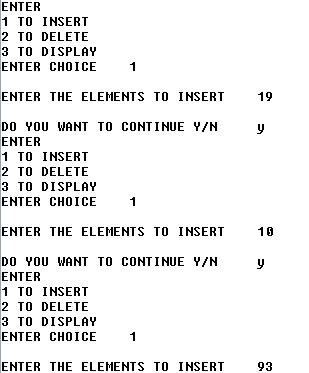 ENTER
1 TO INSERT
2 TO DELETE
3 TO DISPLAY
ENTER CHOICE    1
ENTER THE ELEMENTS TO INSERT    19
DO YOU WANT TO CONTINUE Y/N    y
ENTER
1 TO INSERT
2 TO DELETE
3 TO DISPLAY
ENTER CHOICE    1
ENTER THE ELEMENTS TO INSERT    10
DO YOU WANT TO CONTINUE Y/N    y
ENTER
1 TO INSERT
2 TO DELETE
3 TO DISPLAY
ENTER CHOICE    1
ENTER THE ELEMENTS TO INSERT    93